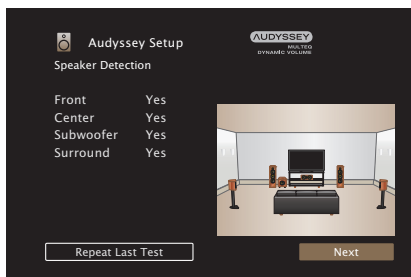 Audyssey Setup
AUDYSSEY
MULTEQ
DYNAMIC VOLUME
Speaker Detection
Front Yes
Center Yes
Subwoofer Yes
Surround Yes
Repeat Last Test
Next